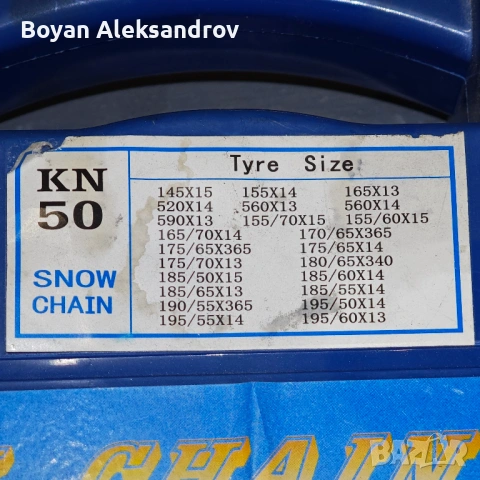 Boyan Aleksandrov
KN
50
SNOW
CHAIN
Tyre Size
145X15 155X14 165X13
520X14 560X13 560X14
590X13 155/70X15 155/60X15
165/70X14 170/65X365
175/65X365 175/65X14
175/70X13 180/65X340
185/50X15 185/60X14
185/65X13 185/55X14
190/55X365 195/50X14
195/55X14 195/60X13
CHAIN
BAZAR